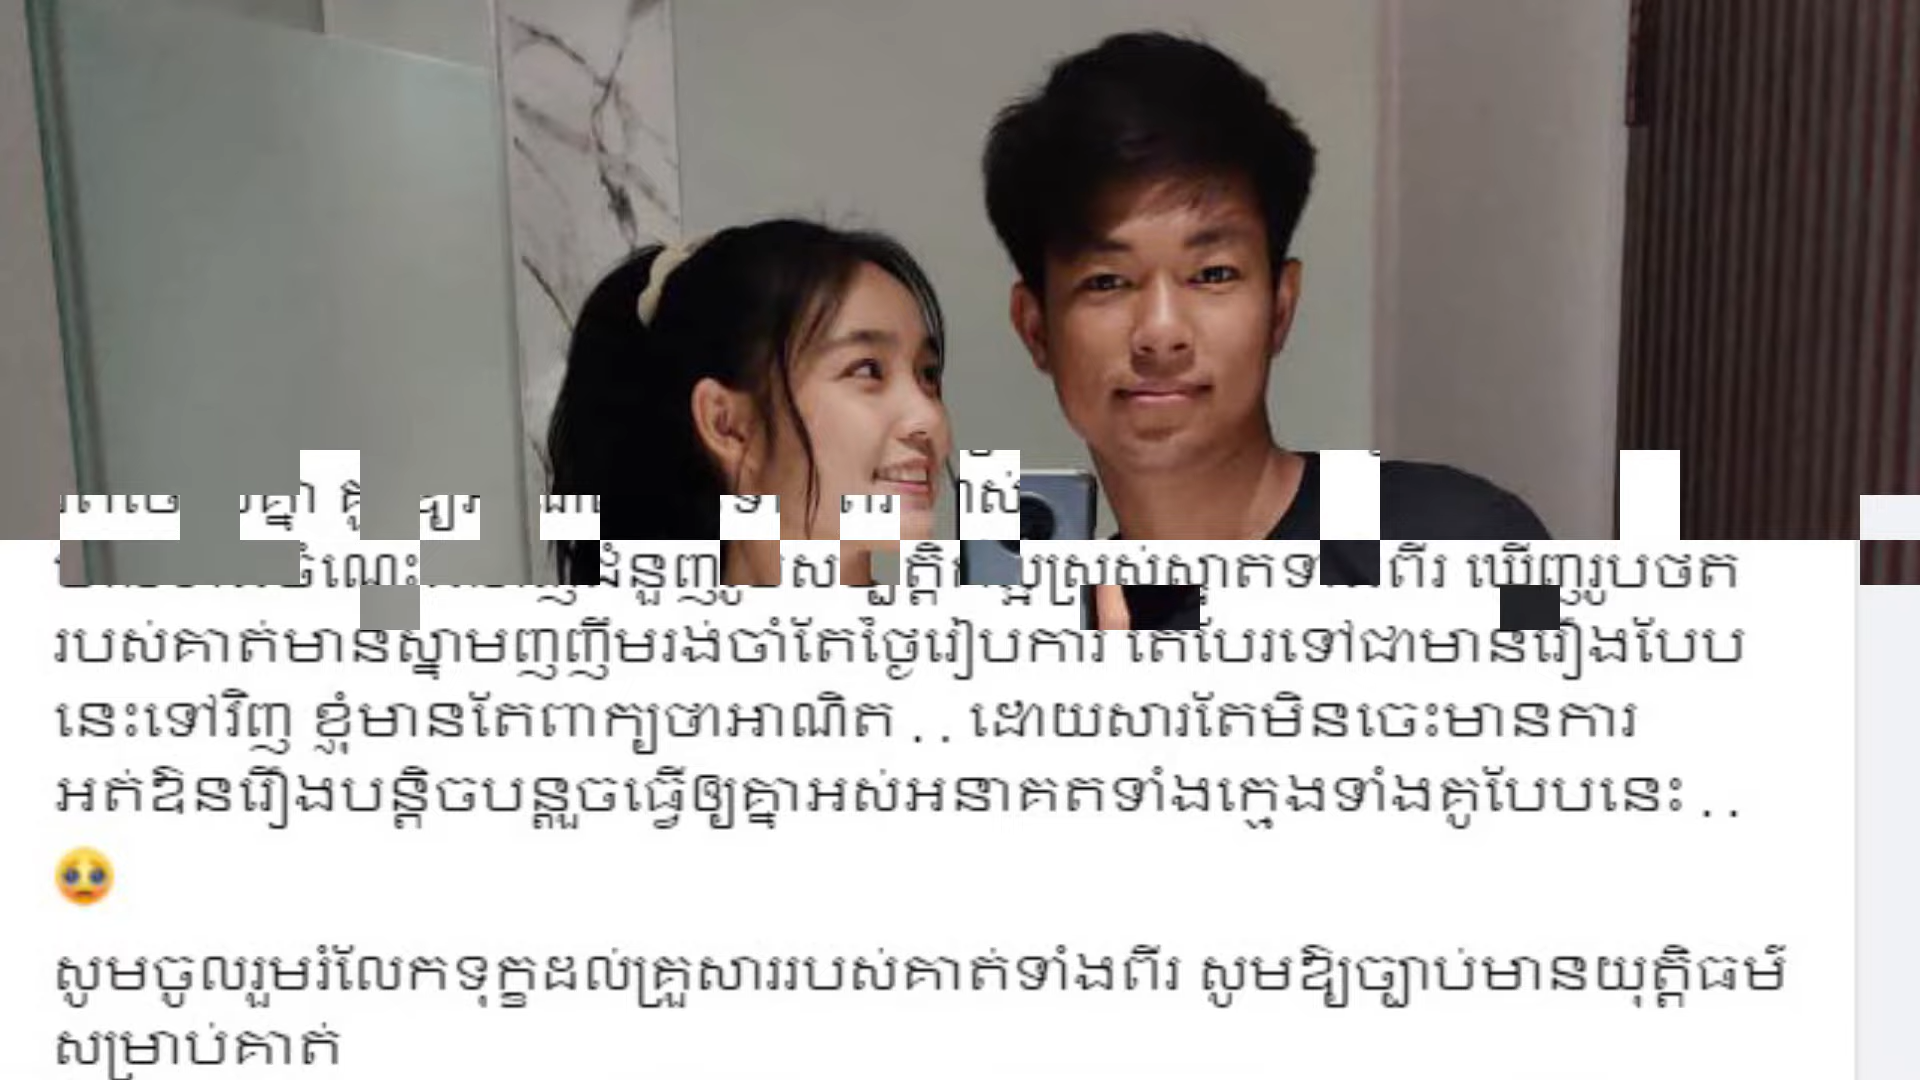 ពីរ ឃើញរូបថត
របស់គាត់មានស្នាមញញឹមរង់ចាំតែថ្ងៃរៀបការ តែបែរទៅជាមានរឿងបែប
នេះទៅវិញ ខ្ញុំមានតែពាក្យថាអាណិត . . ដោយសារតែមិនចេះមានការ
អត់ឱនរឿងបន្តិចបន្តួចធ្វើឲ្យគ្នាអស់អនាគតទាំងក្មេងទាំងគូបែបនេះ . .
🥺
សូមចូលរួមរំលែកទុក្ខដល់គ្រួសាររបស់គាត់ទាំងពីរ សូមឱ្យច្បាប់មានយុត្តិធម៌
សម្រាប់គាត់